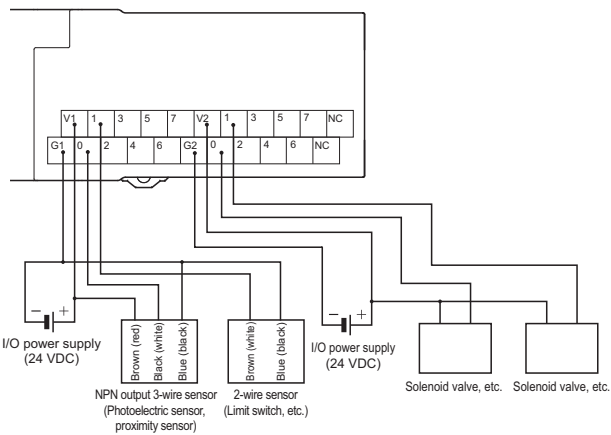 V1 1 3 5 7 V2 1 3 5 7 NC
G1 0 2 4 6 G2 0 2 4 6 NC
− +
I/O power supply
(24 VDC)
Brown (red)
Black (white)
Blue (black)
NPN output 3-wire sensor
(Photoelectric sensor,
proximity sensor)
Brown (white)
Blue (black)
2-wire sensor
(Limit switch, etc.)
− +
I/O power supply
(24 VDC)
Solenoid valve, etc.
Solenoid valve, etc.